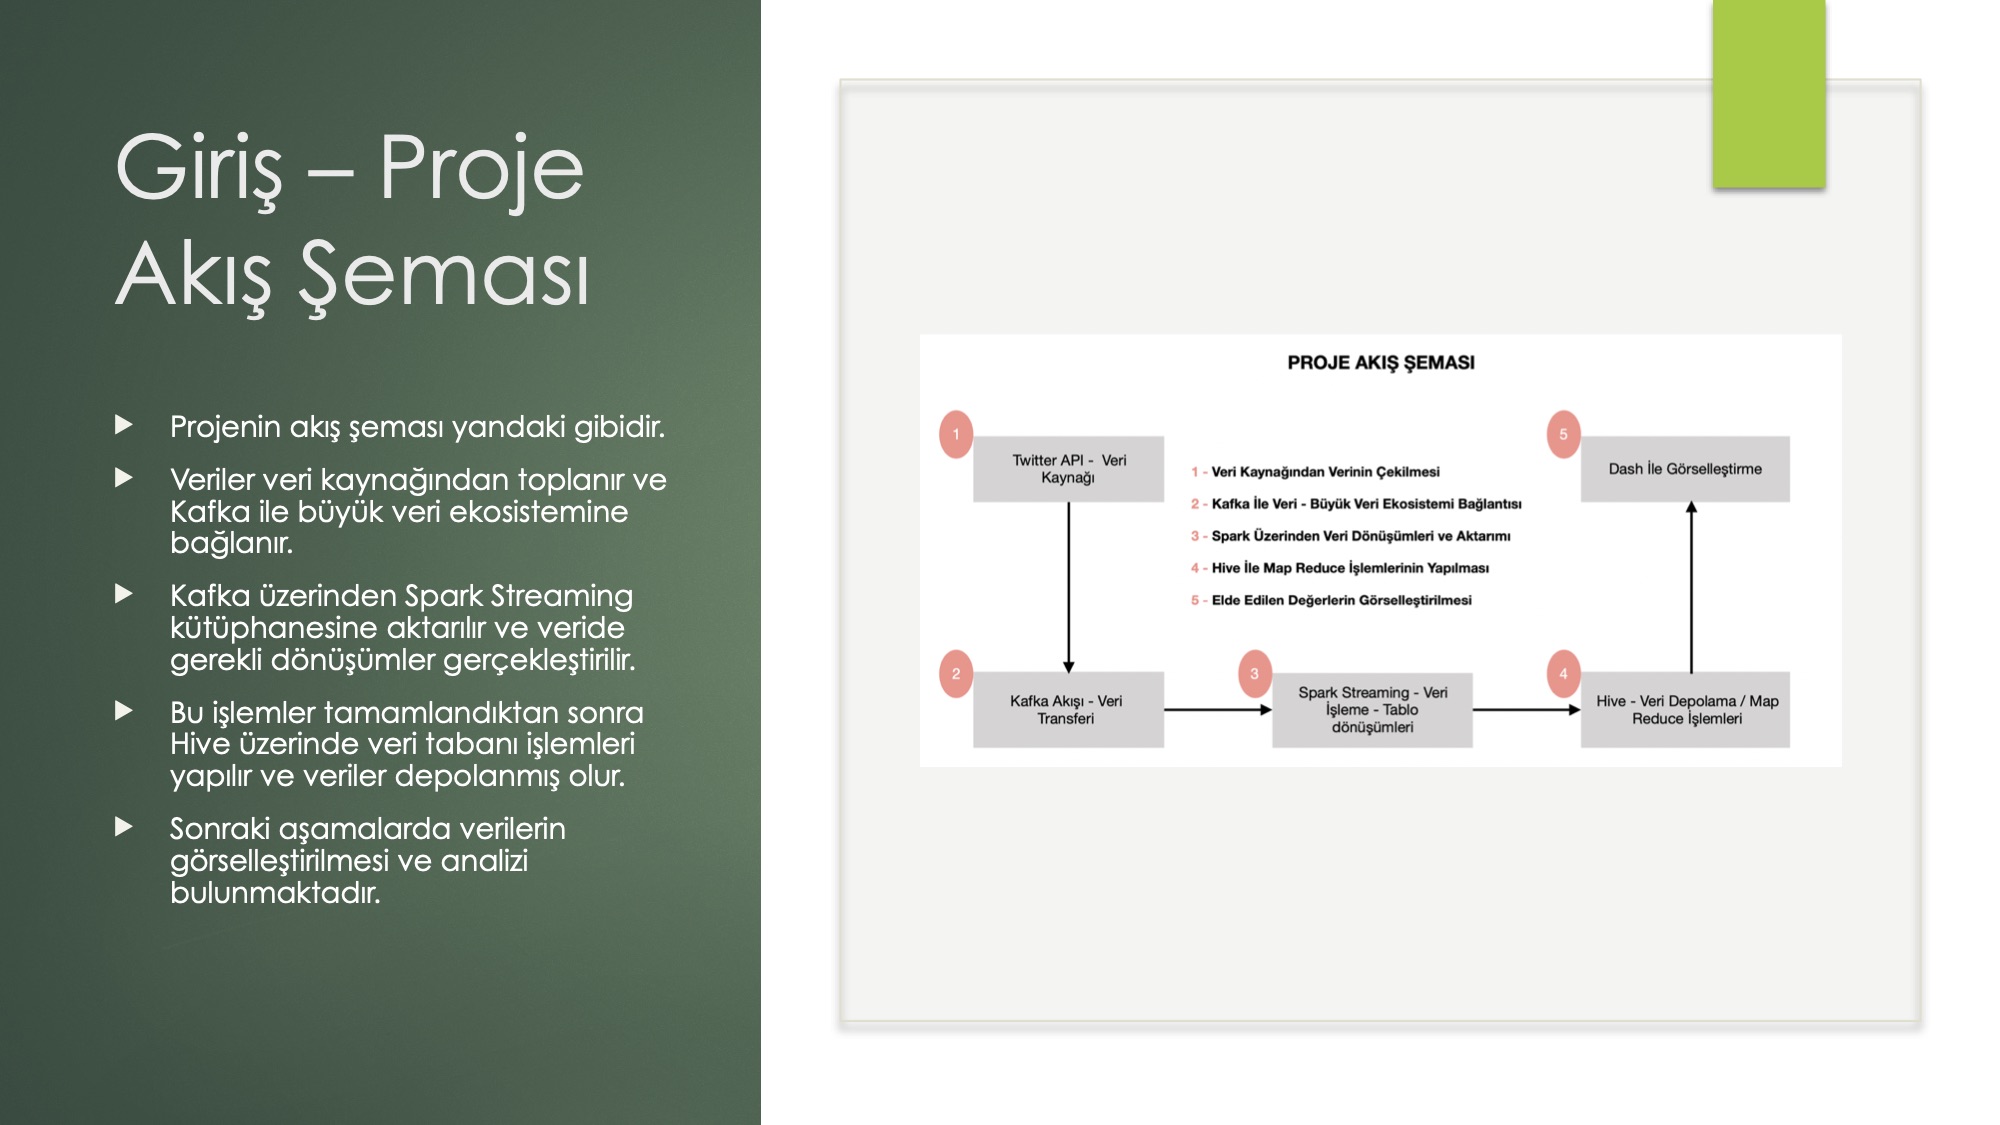 Giriş – Proje
Akış Şeması
Projenin akış şeması yandaki gibidir.
Veriler veri kaynağından toplanır ve
Kafka ile büyük veri ekosistemine
bağlanır.
Kafka üzerinden Spark Streaming
kütüphanesine aktarılır ve veride
gerekli dönüşümler gerçekleştirilir.
Bu işlemler tamamlandıktan sonra
Hive üzerinde veri tabanı işlemleri
yapılır ve veriler depolanmış olur.
Sonraki aşamalarda verilerin
görselleştirilmesi ve analizi
bulunmaktadır.
PROJE AKIŞ ŞEMASI
1
Twitter API - Veri
Kaynağı
1 - Veri Kaynağından Verinin Çekilmesi
2 - Kafka İle Veri - Büyük Veri Ekosistemi Bağlantısı
3 - Spark Üzerinden Veri Dönüşümleri ve Aktarımı
4 - Hive İle Map Reduce İşlemlerinin Yapılması
5 - Elde Edilen Değerlerin Görselleştirilmesi
5
Dash İle Görselleştirme
2
Kafka Akışı - Veri
Transferi
3
Spark Streaming - Veri
İşleme - Tablo
dönüşümleri
4
Hive - Veri Depolama / Map
Reduce İşlemleri